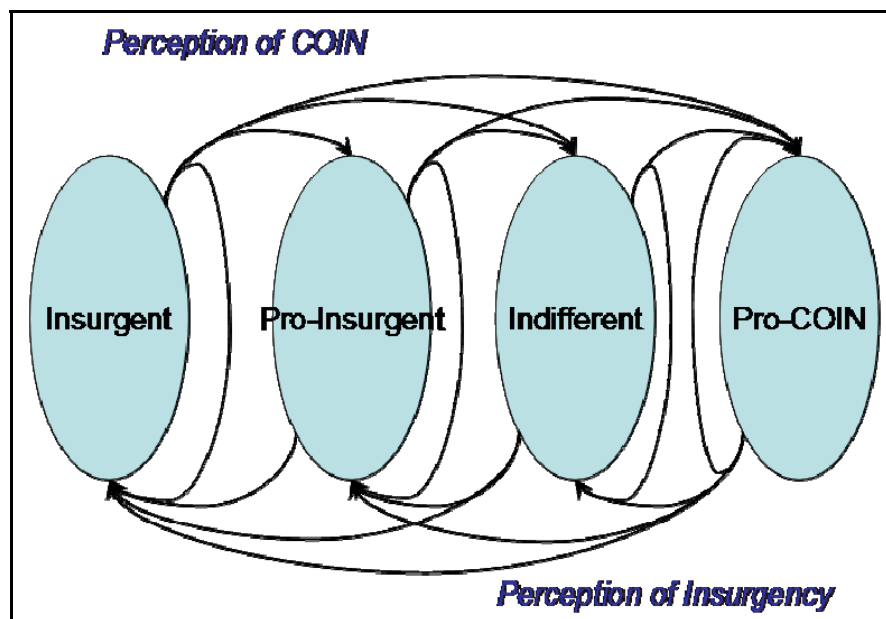 Perception of COIN
Insurgent
Pro-Insurgent
Indifferent
Pro-COIN
Perception of Insurgency